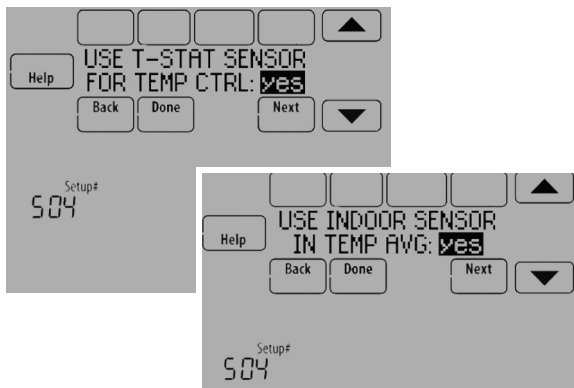 USE T-STAT SENSOR
Help
FOR TEMP CTRL: yes
Back Done Next
Setup#
504
USE INDOOR SENSOR
Help
IN TEMP AVG: yes
Back Done Next
Setup#
504